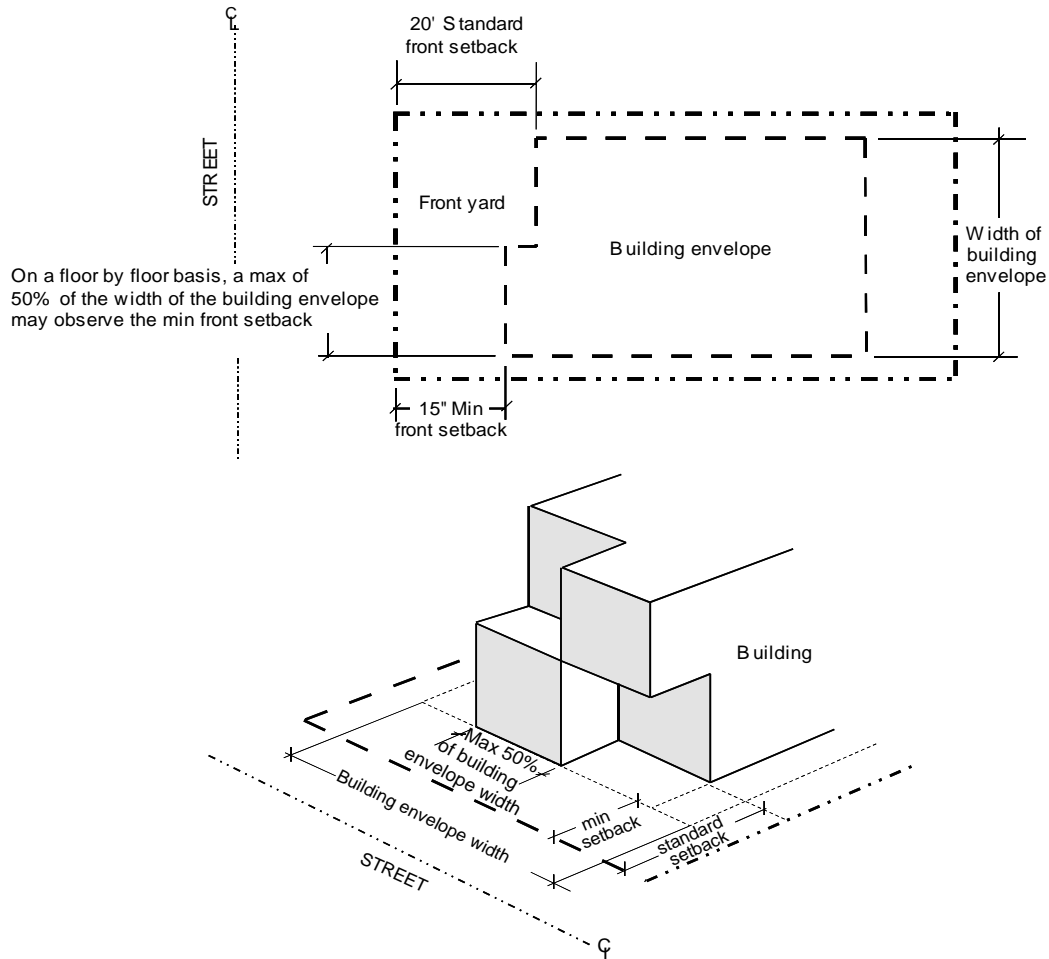 ℄
20' Standard
front setback
STREET
Front yard
Building envelope
Width of
building
envelope
On a floor by floor basis, a max of
50% of the width of the building envelope
may observe the min front setback
15" Min
front setback
Building
Max 50%
of building
envelope width
Building envelope width
min
setback
standard
setback
STREET
℄